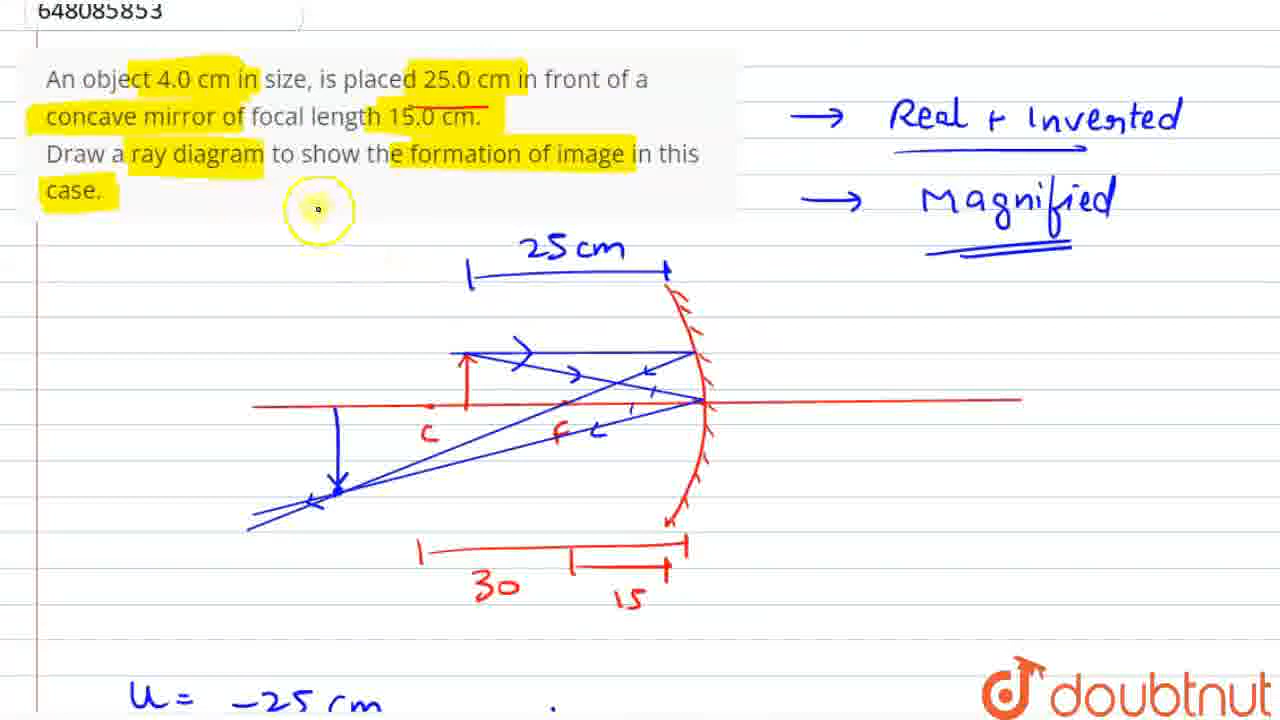 648085853
An object 4.0 cm in size, is placed 25.0 cm in front of a
concave mirror of focal length 15.0 cm.
Draw a ray diagram to show the formation of image in this
case.
→ Real + Inverted
→ Magnified
25 cm
C F
30
15
u = -25 cm
doubtnut